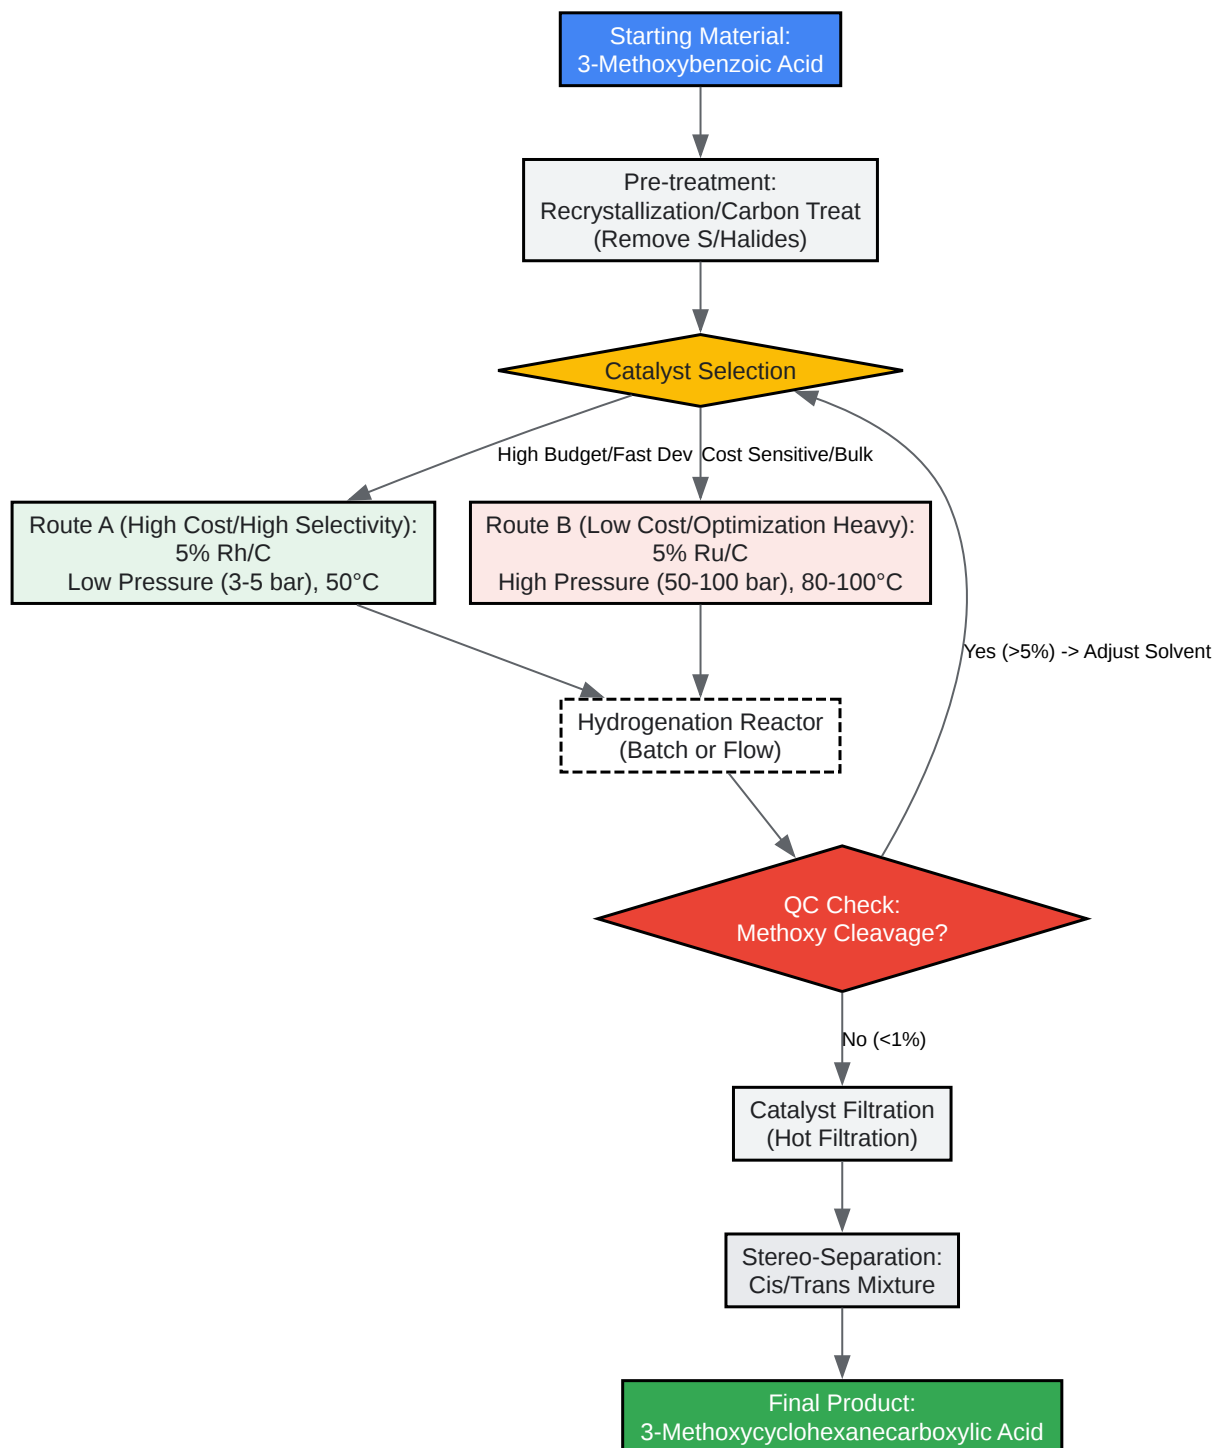 Starting Material:
3-Methoxybenzoic Acid
Pre-treatment:
Recrystallization/Carbon Treat
(Remove S/Halides)
Catalyst Selection
High Budget/Fast Dev
Cost Sensitive/Bulk
Route A (High Cost/High Selectivity):
5% Rh/C
Low Pressure (3-5 bar), 50°C
Route B (Low Cost/Optimization Heavy):
5% Ru/C
High Pressure (50-100 bar), 80-100°C
Yes (>5%) -> Adjust Solvent
Hydrogenation Reactor
(Batch or Flow)
QC Check:
Methoxy Cleavage?
No (<1%)
Catalyst Filtration
(Hot Filtration)
Stereo-Separation:
Cis/Trans Mixture
Final Product:
3-Methoxycyclohexanecarboxylic Acid